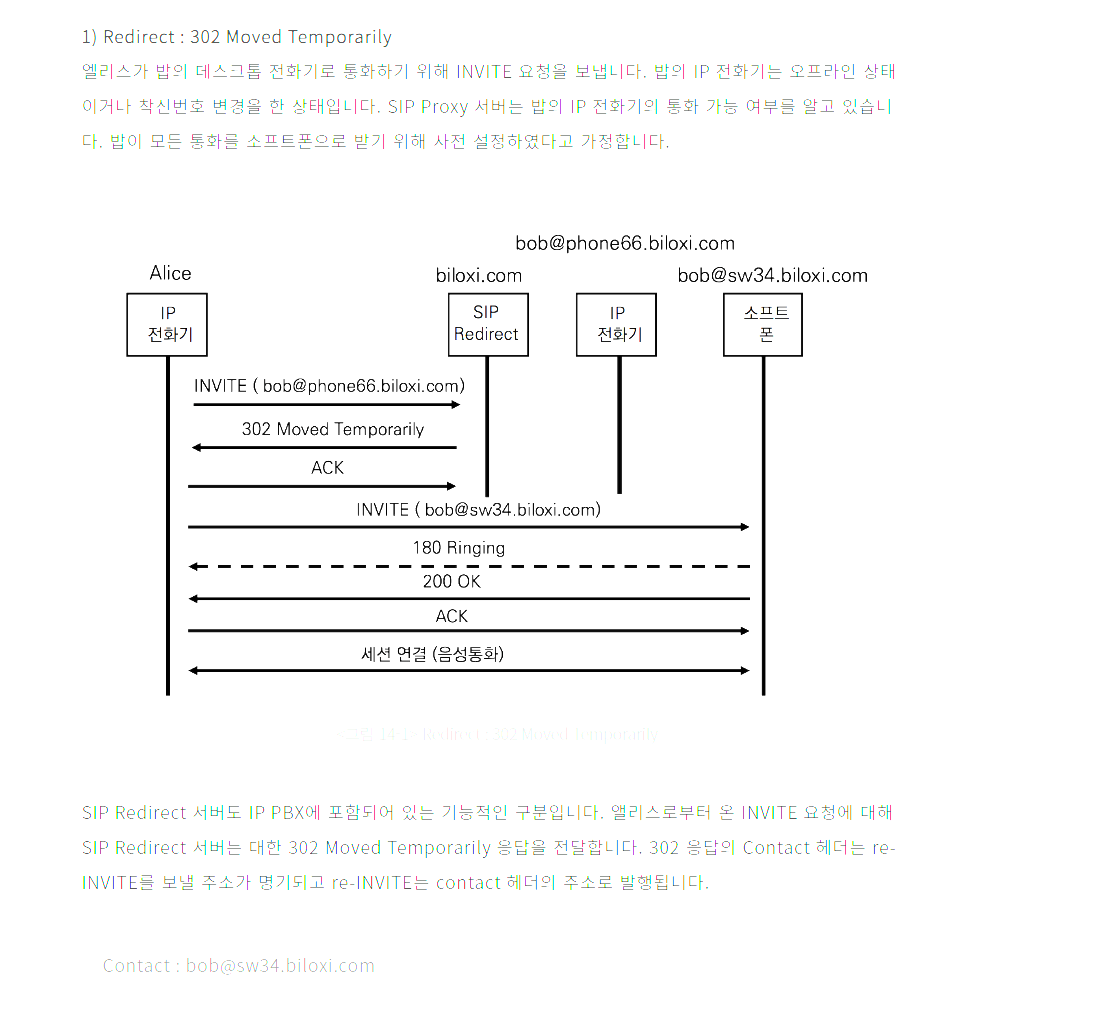 1) Redirect : 302 Moved Temporarily
엘리스가 밥의 데스크톱 전화기로 통화하기 위해 INVITE 요청을 보냅니다. 밥의 IP 전화기는 오프라인 상태
이거나 착신번호 변경을 한 상태입니다. SIP Proxy 서버는 밥의 IP 전화기의 통화 가능 여부를 알고 있습니
다. 밥이 모든 통화를 소프트폰으로 받기 위해 사전 설정하였다고 가정합니다.
bob@phone66.biloxi.com
Alice
biloxi.com
bob@sw34.biloxi.com
IP
전화기
SIP
Redirect
IP
전화기
소프트
폰
INVITE ( bob@phone66.biloxi.com)
302 Moved Temporarily
ACK
INVITE ( bob@sw34.biloxi.com)
180 Ringing
200 OK
ACK
세션 연결 (음성통화)
<그림 14-1> Redirect : 302 Moved Temporarily
SIP Redirect 서버도 IP PBX에 포함되어 있는 기능적인 구분입니다. 앨리스로부터 온 INVITE 요청에 대해
SIP Redirect 서버는 대한 302 Moved Temporarily 응답을 전달합니다. 302 응답의 Contact 헤더는 re-
INVITE를 보낼 주소가 명기되고 re-INVITE는 contact 헤더의 주소로 발행됩니다.
Contact : bob@sw34.biloxi.com